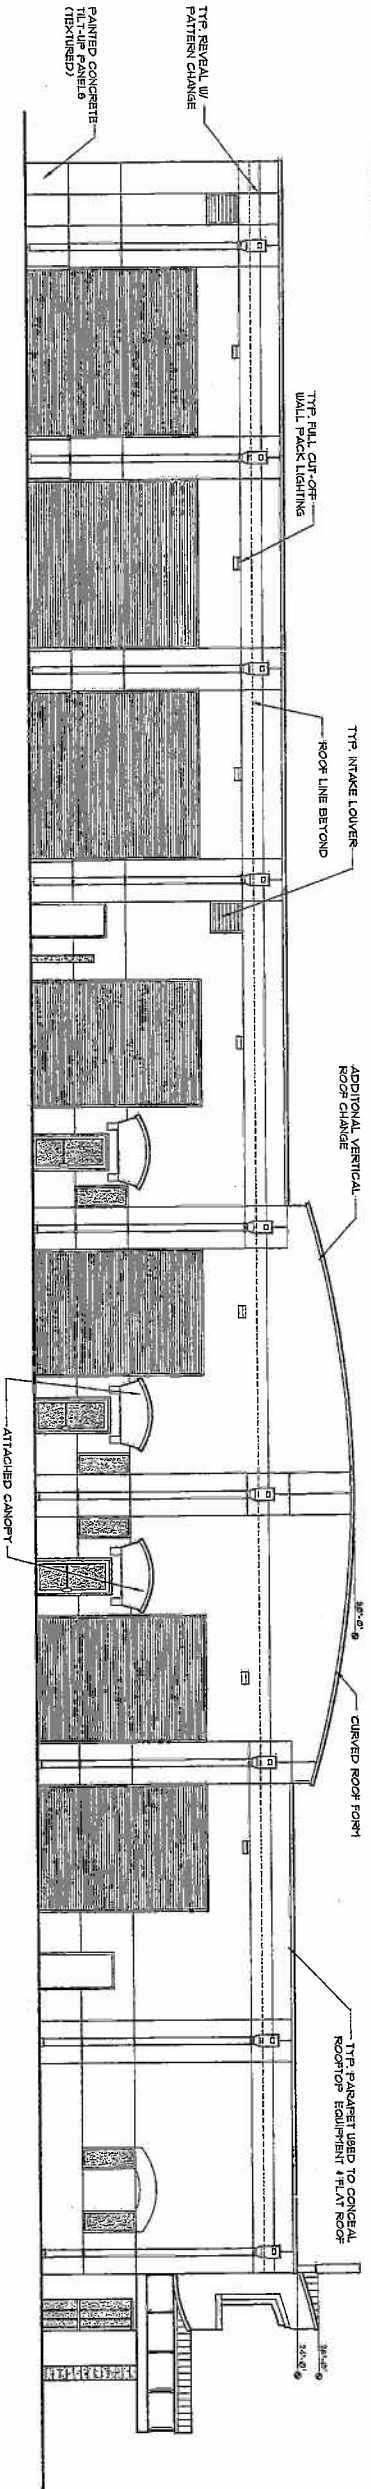 TYP. REVEAL W/
PATTERN CHANGE
PAINTED CONCRETE
TILT-UP PANELS
(TEXTURED)
TYP. FULL CUT-OFF
WALL PACK LIGHTING
TYP. INTAKE LOUVER
ROOF LINE BEYOND
ADDITONAL VERTICAL
ROOF CHANGE
ATTACHED CANOPY
CURVED ROOF FORM
TYP. PARAPET USED TO CONCEAL
ROOFTOP EQUIPMENT & FLAT ROOF